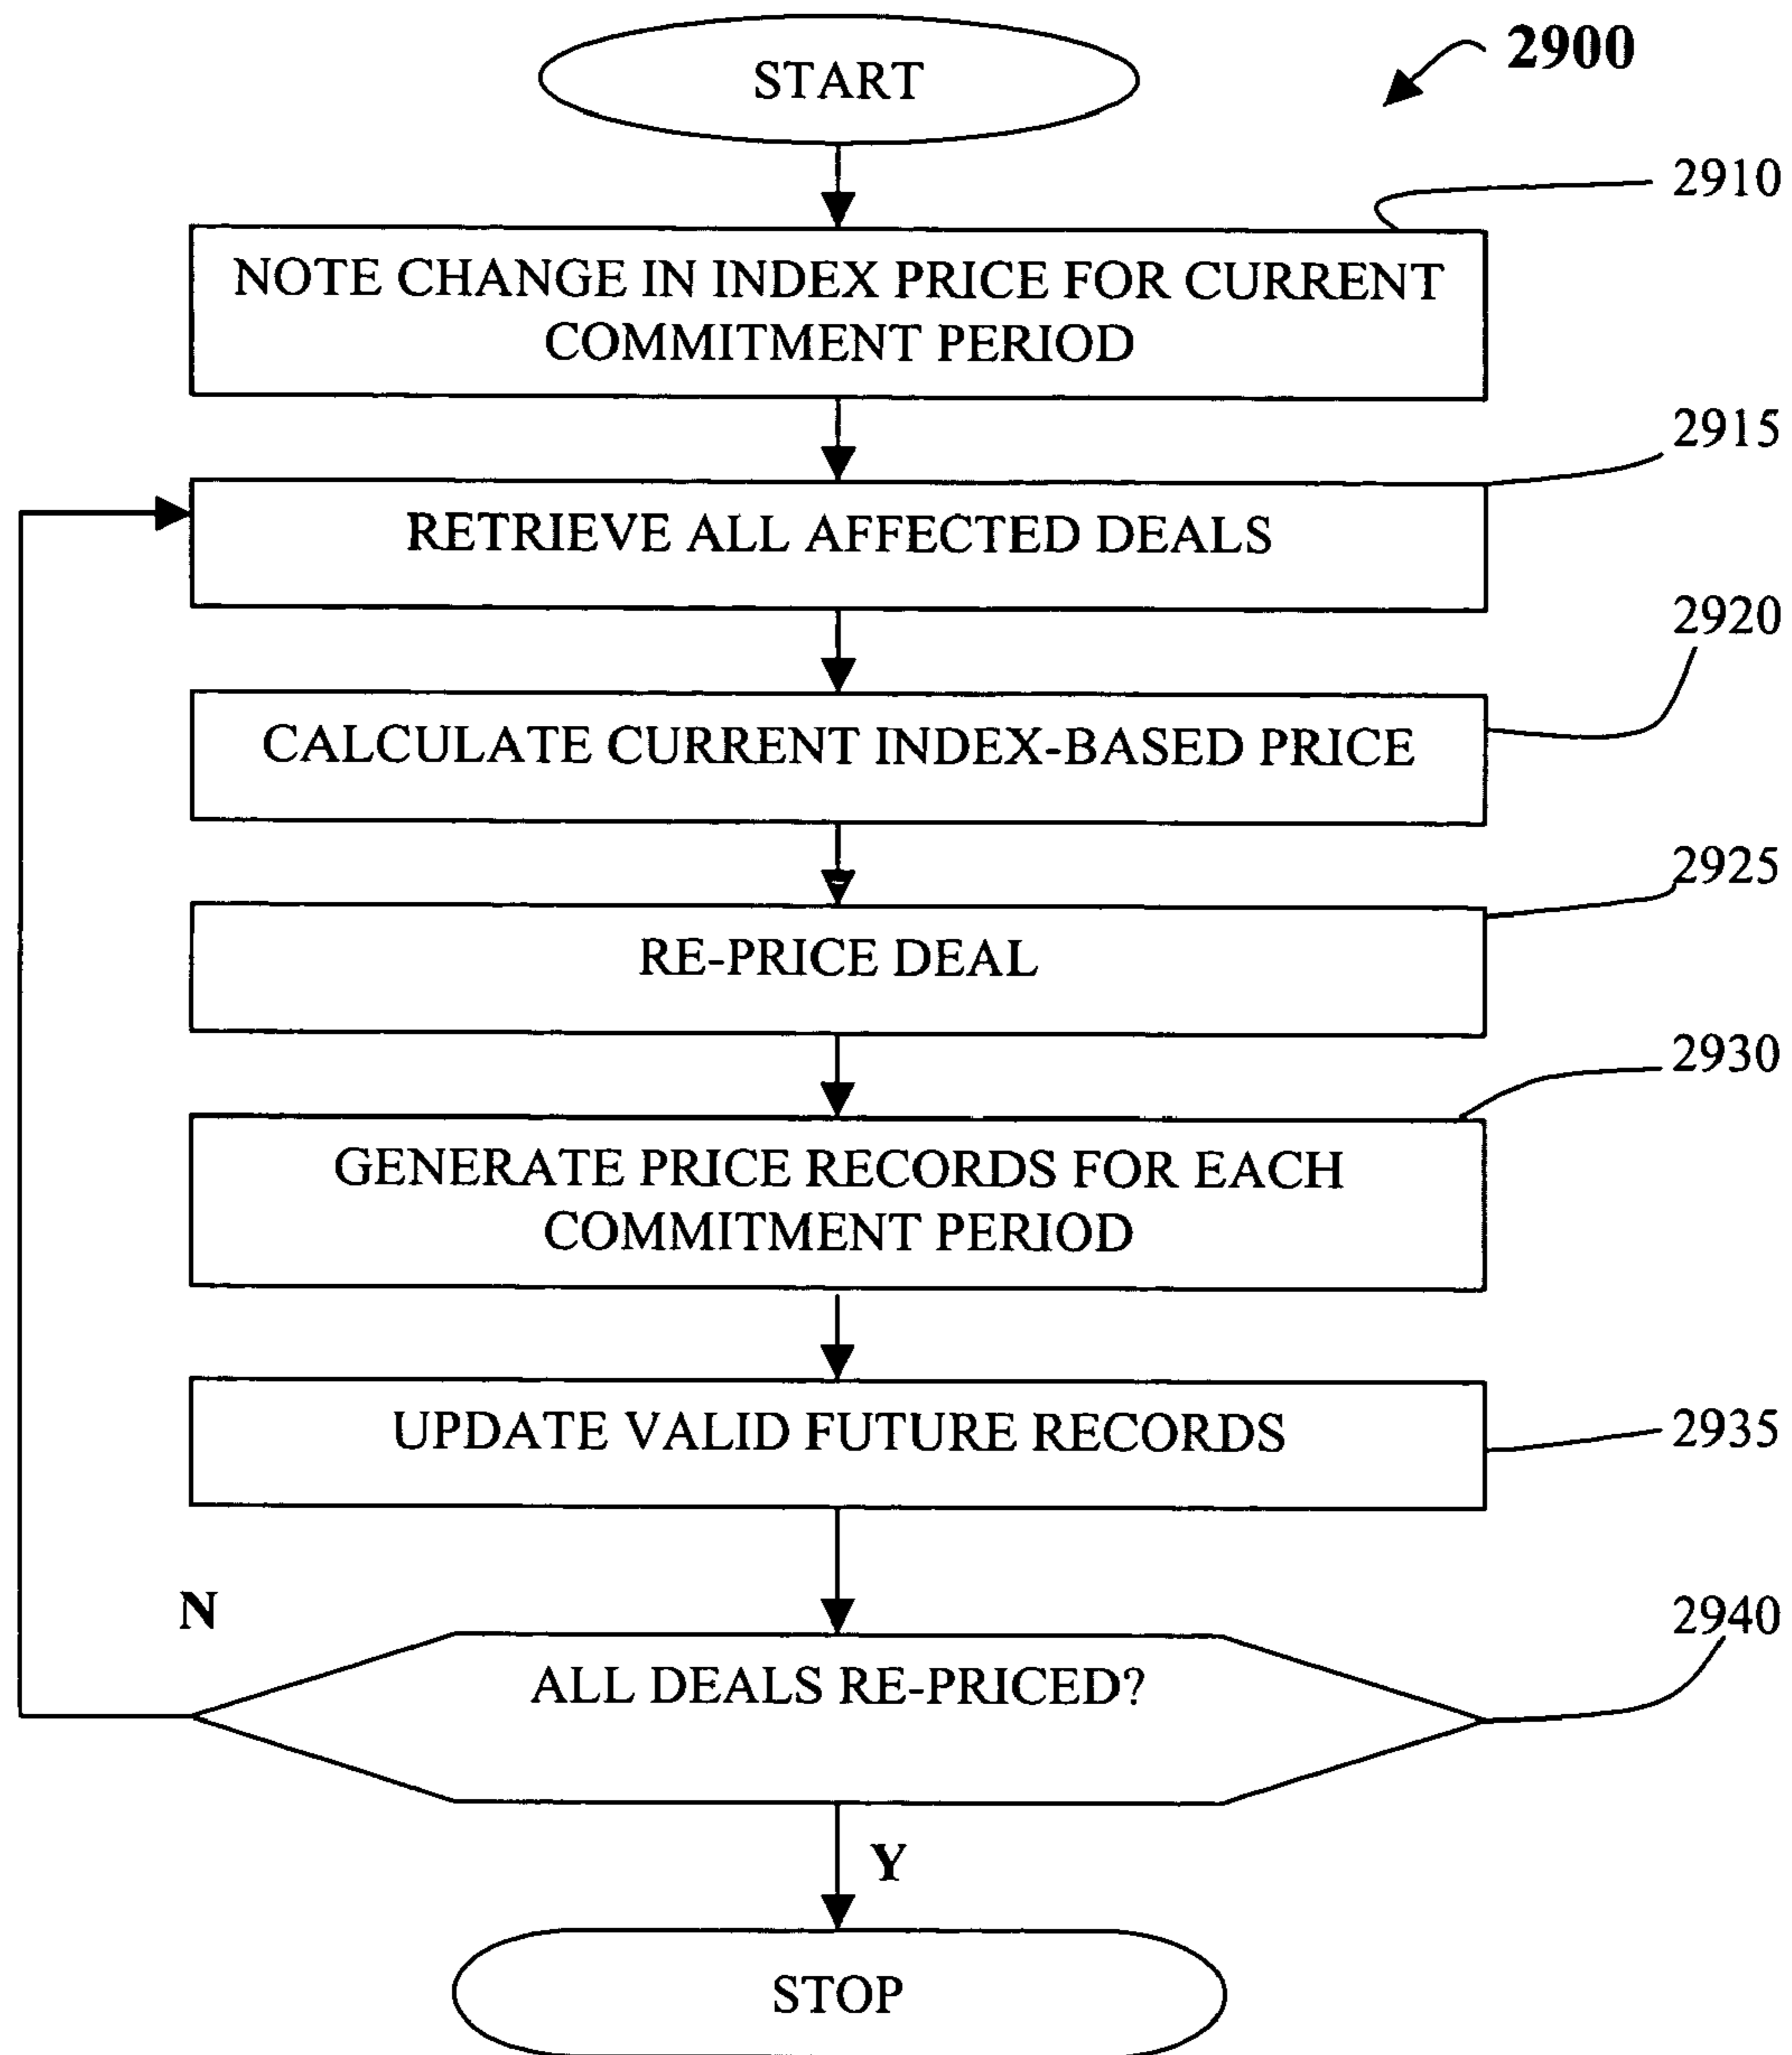 START
2900
2910
NOTE CHANGE IN INDEX PRICE FOR CURRENT
COMMITMENT PERIOD
2915
RETRIEVE ALL AFFECTED DEALS
2920
CALCULATE CURRENT INDEX-BASED PRICE
2925
RE-PRICE DEAL
2930
GENERATE PRICE RECORDS FOR EACH
COMMITMENT PERIOD
UPDATE VALID FUTURE RECORDS
2935
N
2940
ALL DEALS RE-PRICED?
Y
STOP